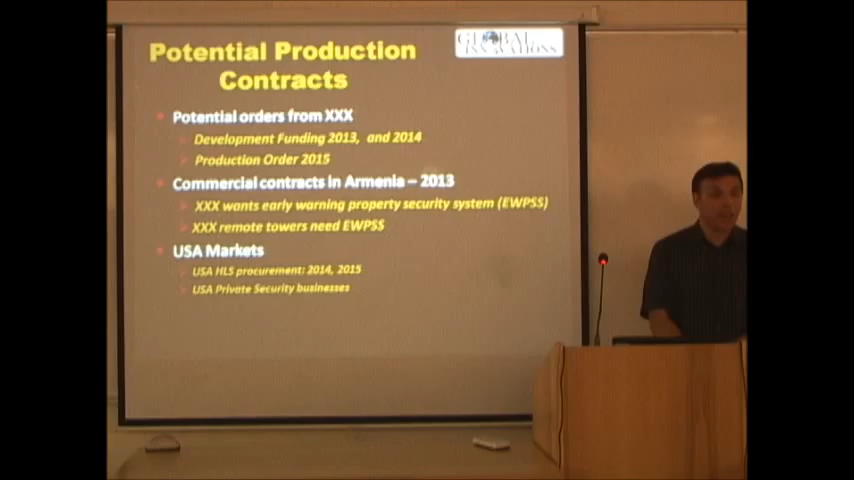 Potential Production
Contracts
GLOBAL
INNOVATIONS
Potential orders from XXX
Development Funding 2013, and 2014
Production Order 2015
Commercial contracts in Armenia – 2013
XXX wants early warning property security system (EWPSS)
XXX remote towers need EWPSS
USA Markets
USA HLS procurement: 2014, 2015
USA Private Security businesses